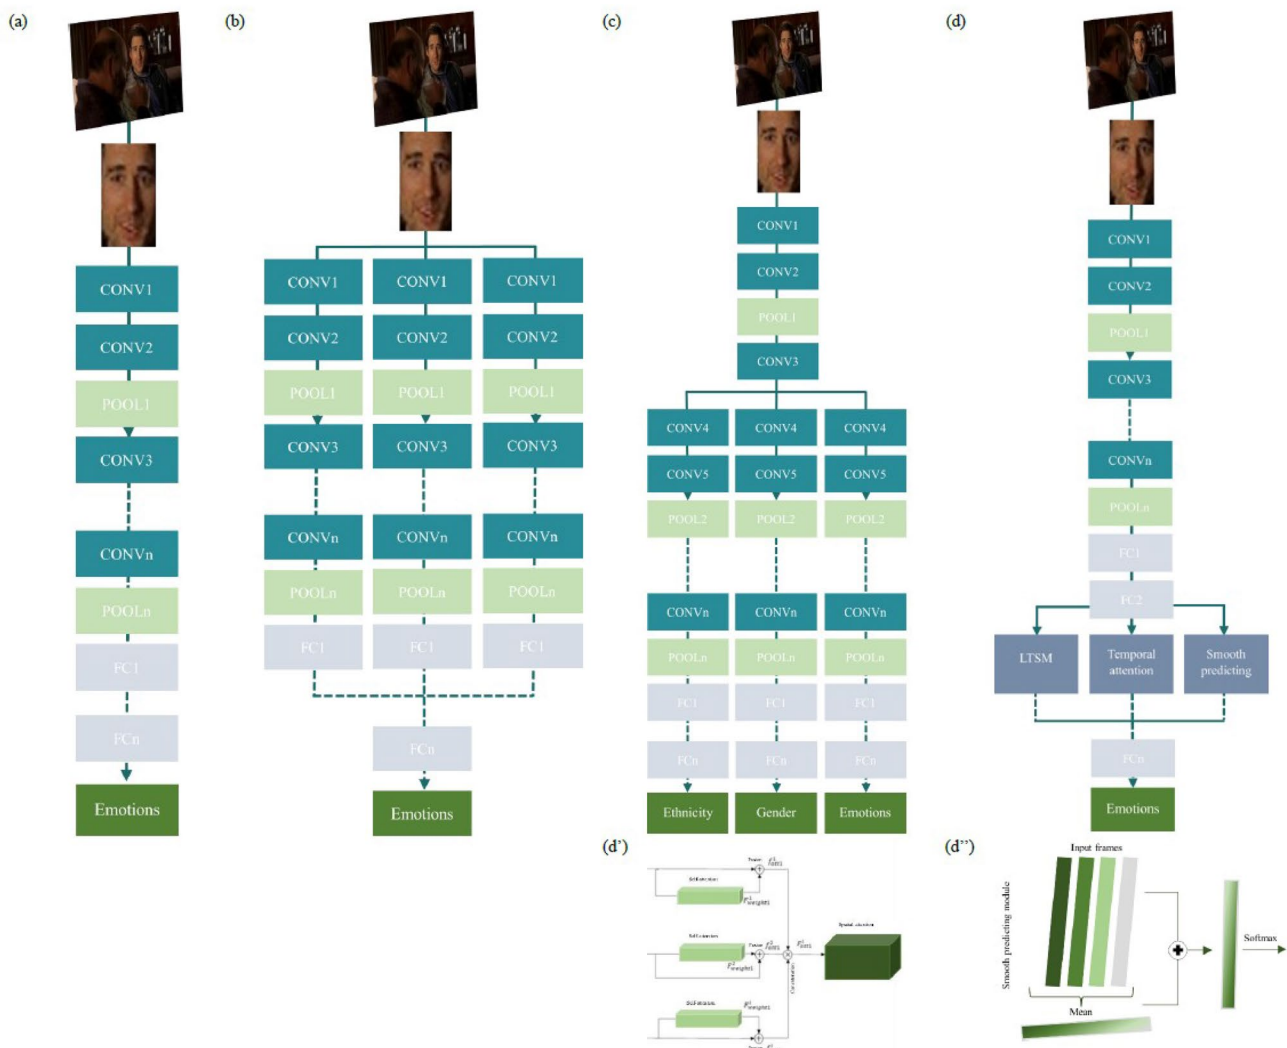 (a)
CONV1
CONV2
POOL1
CONV3
CONVn
POOLn
FC1
FCn
Emotions
(b)
CONV1 CONV1 CONV1
CONV2 CONV2 CONV2
POOL1 POOL1 POOL1
CONV3 CONV3 CONV3
CONVn CONVn CONVn
POOLn POOLn POOLn
FC1 FC1 FC1
FCn
Emotions
(c)
CONV1
CONV2
POOL1
CONV3
CONV4 CONV4 CONV4
CONV5 CONV5 CONV5
POOL2 POOL2 POOL2
CONVn CONVn CONVn
POOLn POOLn POOLn
FC1 FC1 FC1
FCn FCn FCn
Ethnicity Gender Emotions
(d)
CONV1
CONV2
POOL1
CONV3
CONVn
POOLn
FC1
FC2
LTSM
Temporal
attention
Smooth
predicting
FCn
Emotions
(d')
(d'')
Input frames
Smooth predicting module
Mean
Softmax